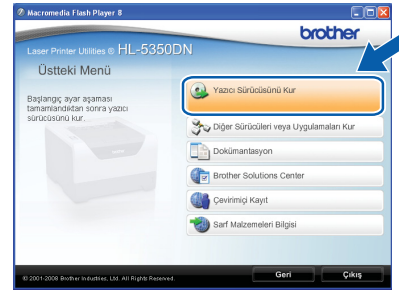 Macromedia Flash Player 8
brother
Laser Printer Utilities ® HL-5350DN
Üstteki Menü
Başlangıç ayar aşaması
tamamlandıktan sonra yazıcı
sürücüsünü kur.
Yazıcı Sürücüsünü Kur
Diğer Sürücüleri veya Uygulamaları Kur
Dokümantasyon
Brother Solutions Center
Çevirimiçi Kayıt
Sarf Malzemeleri Bilgisi
© 2001-2008 Brother Industries, Ltd. All Rights Reserved.
Geri
Çıkış